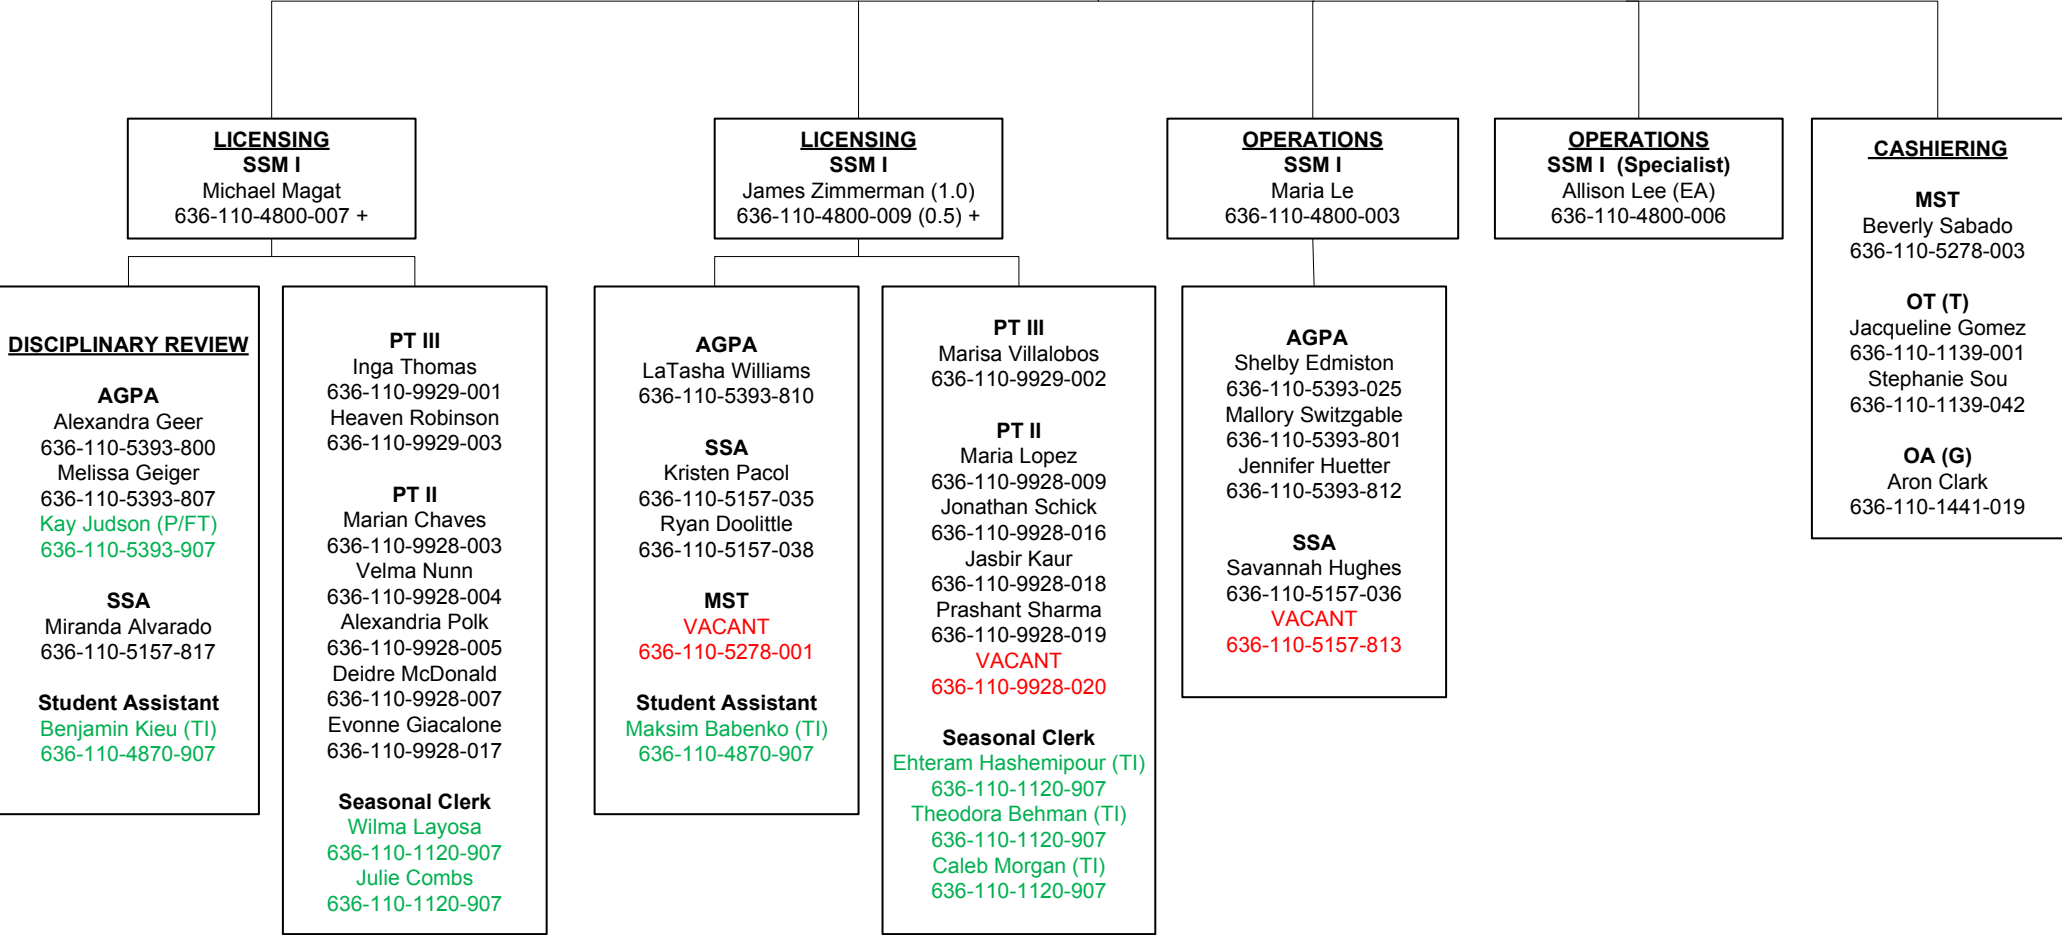 LICENSING
SSM I
Michael Magat
636-110-4800-007 +
LICENSING
SSM I
James Zimmerman (1.0)
636-110-4800-009 (0.5) +
OPERATIONS
SSM I
Maria Le
636-110-4800-003
OPERATIONS
SSM I (Specialist)
Allison Lee (EA)
636-110-4800-006
CASHIERING
MST
Beverly Sabado
636-110-5278-003
OT (T)
Jacqueline Gomez
636-110-1139-001
Stephanie Sou
636-110-1139-042
OA (G)
Aron Clark
636-110-1441-019
DISCIPLINARY REVIEW
AGPA
Alexandra Geer
636-110-5393-800
Melissa Geiger
636-110-5393-807
Kay Judson (P/FT)
636-110-5393-907
SSA
Miranda Alvarado
636-110-5157-817
Student Assistant
Benjamin Kieu (TI)
636-110-4870-907
PT III
Inga Thomas
636-110-9929-001
Heaven Robinson
636-110-9929-003
PT II
Marian Chaves
636-110-9928-003
Velma Nunn
636-110-9928-004
Alexandria Polk
636-110-9928-005
Deidre McDonald
636-110-9928-007
Evonne Giacalone
636-110-9928-017
Seasonal Clerk
Wilma Layosa
636-110-1120-907
Julie Combs
636-110-1120-907
AGPA
LaTasha Williams
636-110-5393-810
SSA
Kristen Pacol
636-110-5157-035
Ryan Doolittle
636-110-5157-038
MST
VACANT
636-110-5278-001
Student Assistant
Maksim Babenko (TI)
636-110-4870-907
PT III
Marisa Villalobos
636-110-9929-002
PT II
Maria Lopez
636-110-9928-009
Jonathan Schick
636-110-9928-016
Jasbir Kaur
636-110-9928-018
Prashant Sharma
636-110-9928-019
VACANT
636-110-9928-020
Seasonal Clerk
Ehteram Hashemipour (TI)
636-110-1120-907
Theodora Behman (TI)
636-110-1120-907
Caleb Morgan (TI)
636-110-1120-907
AGPA
Shelby Edmiston
636-110-5393-025
Mallory Switzgable
636-110-5393-801
Jennifer Huetter
636-110-5393-812
SSA
Savannah Hughes
636-110-5157-036
VACANT
636-110-5157-813